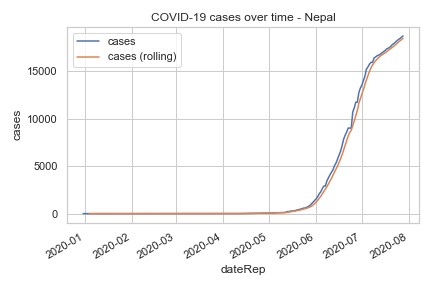 COVID-19 cases over time - Nepal
cases
cases (rolling)
cases
15000
10000
5000
0
2020-01
2020-02
2020-03
2020-04
2020-05
2020-06
2020-07
2020-08
dateRep